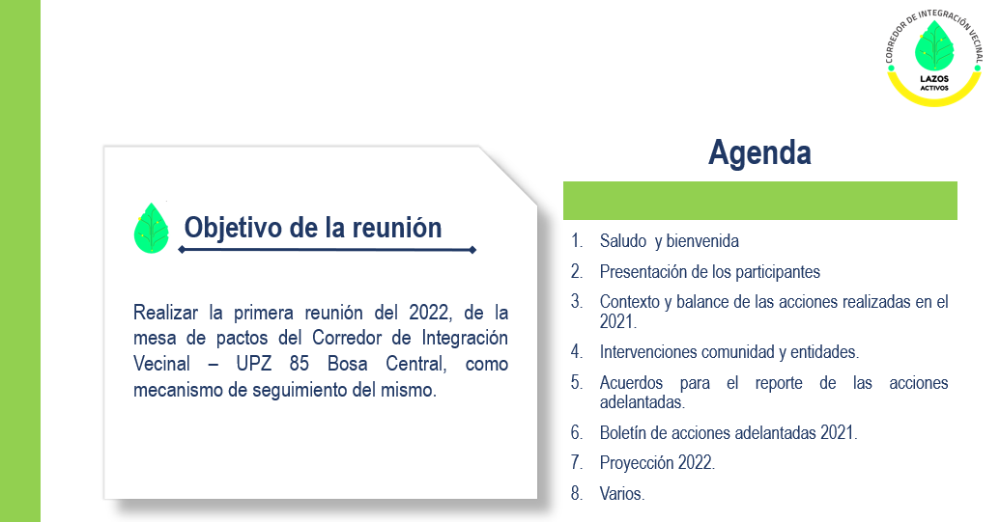 CORREDOR DE INTEGRACIÓN VECINAL
LAZOS
ACTIVOS
Objetivo de la reunión
Realizar la primera reunión del 2022, de la
mesa de pactos del Corredor de Integración
Vecinal – UPZ 85 Bosa Central, como
mecanismo de seguimiento del mismo.
Agenda
1. Saludo y bienvenida
2. Presentación de los participantes
3. Contexto y balance de las acciones realizadas en el
2021.
4. Intervenciones comunidad y entidades.
5. Acuerdos para el reporte de las acciones
adelantadas.
6. Boletín de acciones adelantadas 2021.
7. Proyección 2022.
8. Varios.